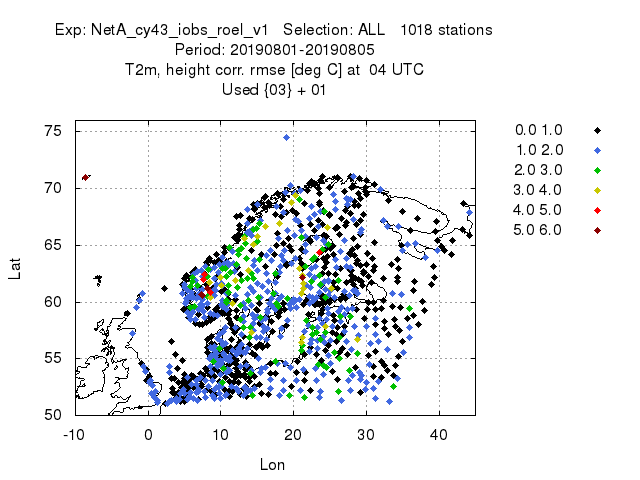 Exp: NetA_cy43_iobs_roel_v1   Selection: ALL   1018 stations
Period: 20190801-20190805
T2m, height corr. rmse [deg C] at  04 UTC
Used {03} + 01
0.0 1.0
1.0 2.0
2.0 3.0
3.0 4.0
4.0 5.0
5.0 6.0
75
70
65
60
55
50
Lat
-10 0 10 20 30 40
Lon